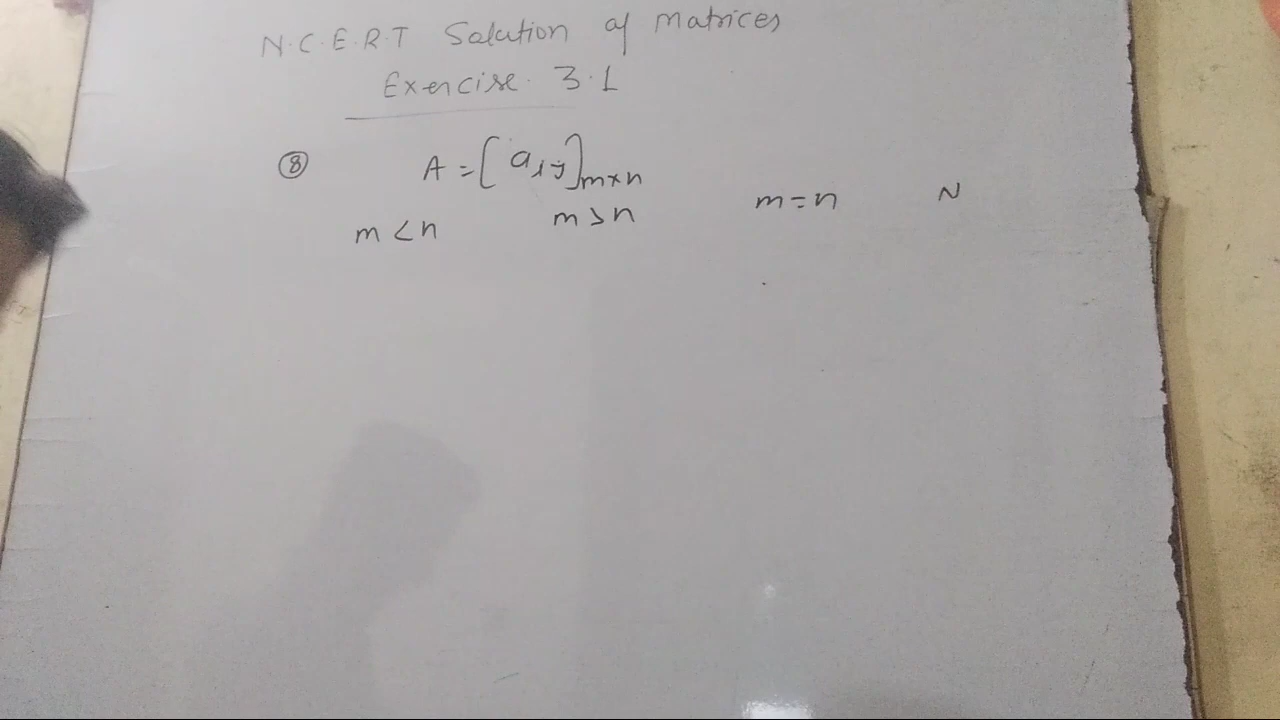 N.C.E.R.T Solution of Matrices
Exercise 3.1
⑧ A = [aij]m×n
m < n m > n m = n N